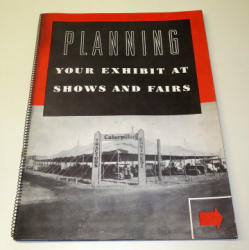 PLANNING
YOUR EXHIBIT AT
SHOWS AND FAIRS
Caterpillar